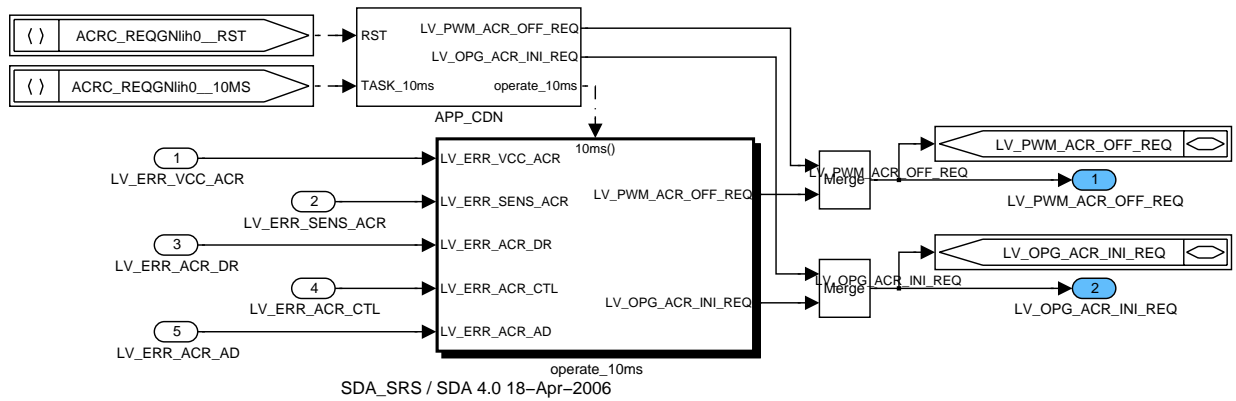 ACRC_REQGNlih0__RST
RST
LV_PWM_ACR_OFF_REQ
LV_OPG_ACR_INI_REQ
ACRC_REQGNlih0__10MS
TASK_10ms
operate_10ms
APP_CDN
10ms()
1
LV_ERR_VCC_ACR
LV_ERR_VCC_ACR
2
LV_ERR_SENS_ACR
LV_ERR_SENS_ACR
3
LV_ERR_ACR_DR
LV_ERR_ACR_DR
4
LV_ERR_ACR_CTL
LV_ERR_ACR_CTL
5
LV_ERR_ACR_AD
LV_ERR_ACR_AD
LV_PWM_ACR_OFF_REQ
LV_OPG_ACR_INI_REQ
operate_10ms
LV_PWM_ACR_OFF_REQ
Merge
LV_PWM_ACR_OFF_REQ
1
LV_PWM_ACR_OFF_REQ
LV_OPG_ACR_INI_REQ
Merge
LV_OPG_ACR_INI_REQ
2
LV_OPG_ACR_INI_REQ
SDA_SRS / SDA 4.0 18−Apr−2006